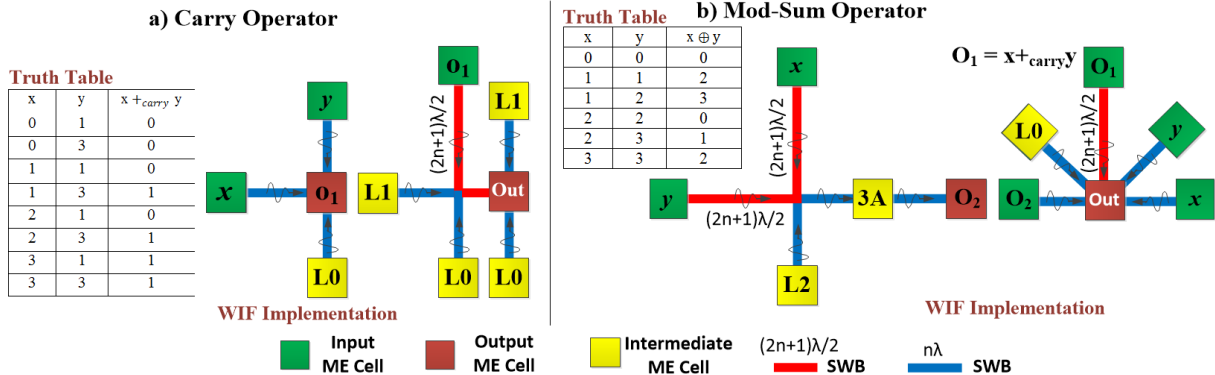 a) Carry Operator
Truth Table
x y x +carry y
0 1 0
0 3 0
1 1 0
1 3 1
2 1 0
2 3 1
3 1 1
3 3 1
y
x
o1
L0
o1
L1
(2n+1)λ/2
L1
Out
L0
L0
WIF Implementation
b) Mod-Sum Operator
Truth Table
x y x ⊕ y
0 0 0
1 1 2
1 2 3
2 2 0
2 3 1
3 3 2
x
(2n+1)λ/2
y
(2n+1)λ/2
3A
O2
L2
O1 = x+carryy
O1
(2n+1)λ/2
L0
y
O2
Out
x
WIF Implementation
Input
ME Cell
Output
ME Cell
Intermediate
ME Cell
(2n+1)λ/2
SWB
nλ
SWB